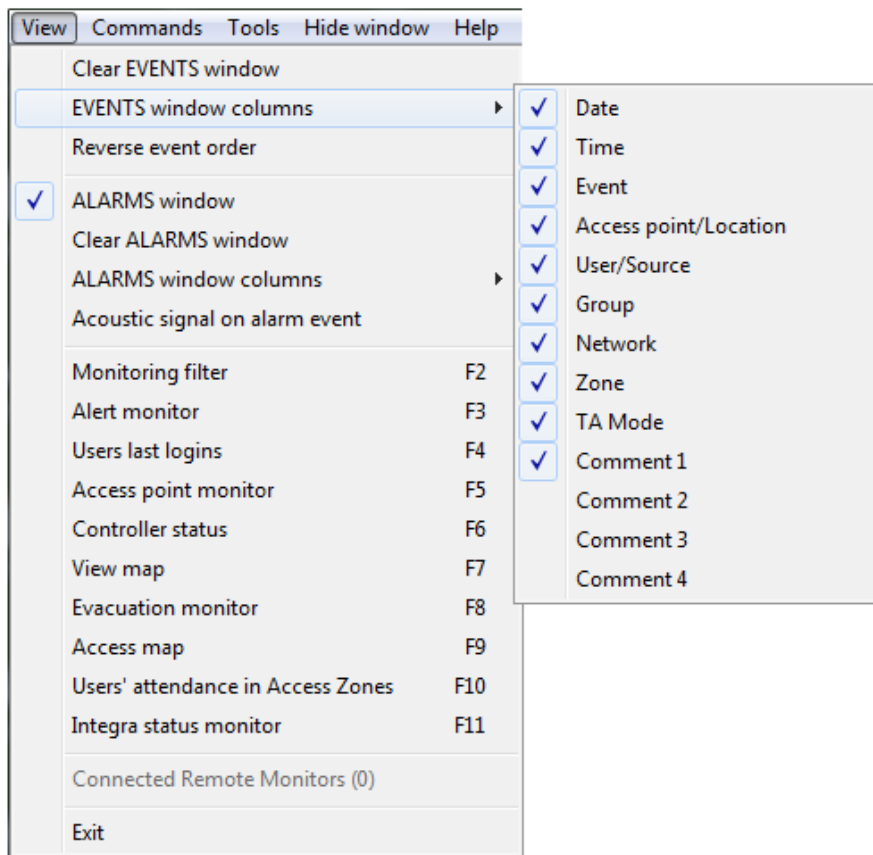 View Commands Tools Hide window Help
Clear EVENTS window
EVENTS window columns
Reverse event order
ALARMS window
Clear ALARMS window
ALARMS window columns
Acoustic signal on alarm event
Monitoring filter F2
Alert monitor F3
Users last logins F4
Access point monitor F5
Controller status F6
View map F7
Evacuation monitor F8
Access map F9
Users' attendance in Access Zones F10
Integra status monitor F11
Connected Remote Monitors (0)
Exit
Date
Time
Event
Access point/Location
User/Source
Group
Network
Zone
TA Mode
Comment 1
Comment 2
Comment 3
Comment 4